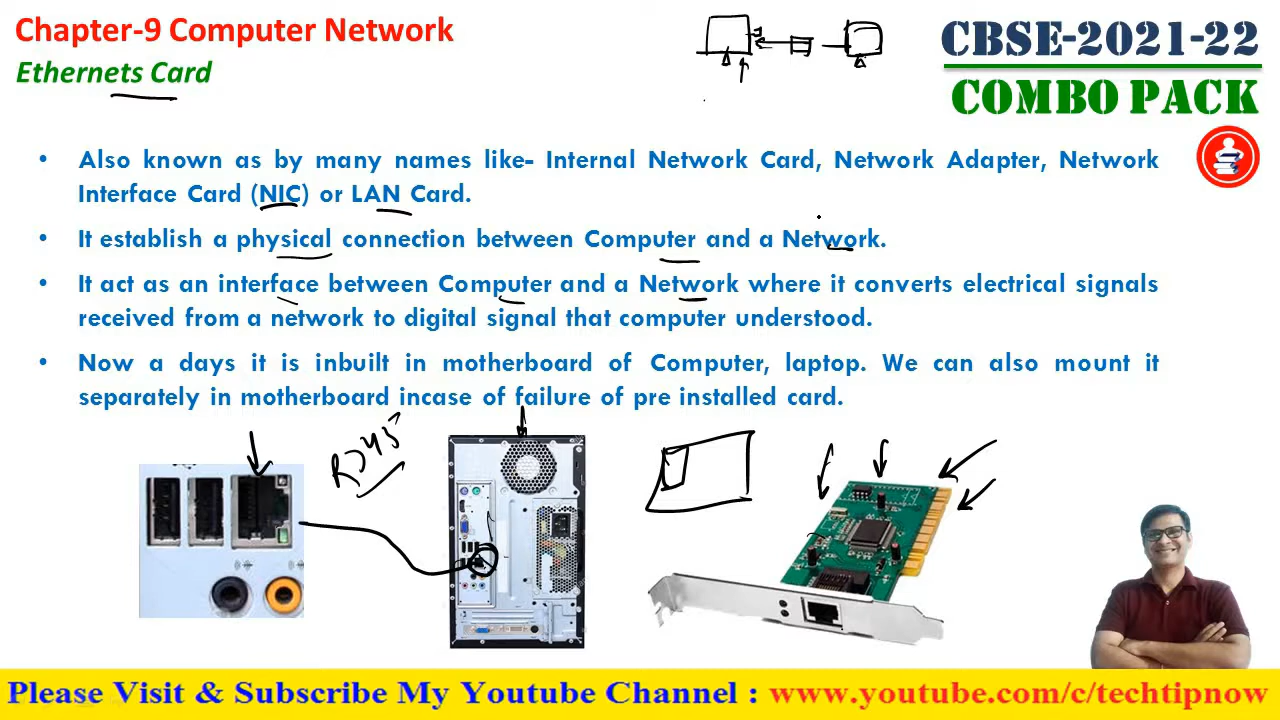 Chapter-9 Computer Network
Ethernets Card
CBSE-2021-22
COMBO PACK
• Also known as by many names like- Internal Network Card, Network Adapter, Network
Interface Card (NIC) or LAN Card.
• It establish a physical connection between Computer and a Network.
• It act as an interface between Computer and a Network where it converts electrical signals
received from a network to digital signal that computer understood.
• Now a days it is inbuilt in motherboard of Computer, laptop. We can also mount it
separately in motherboard incase of failure of pre installed card.
RJ45
Please Visit & Subscribe My Youtube Channel : www.youtube.com/c/techtipnow